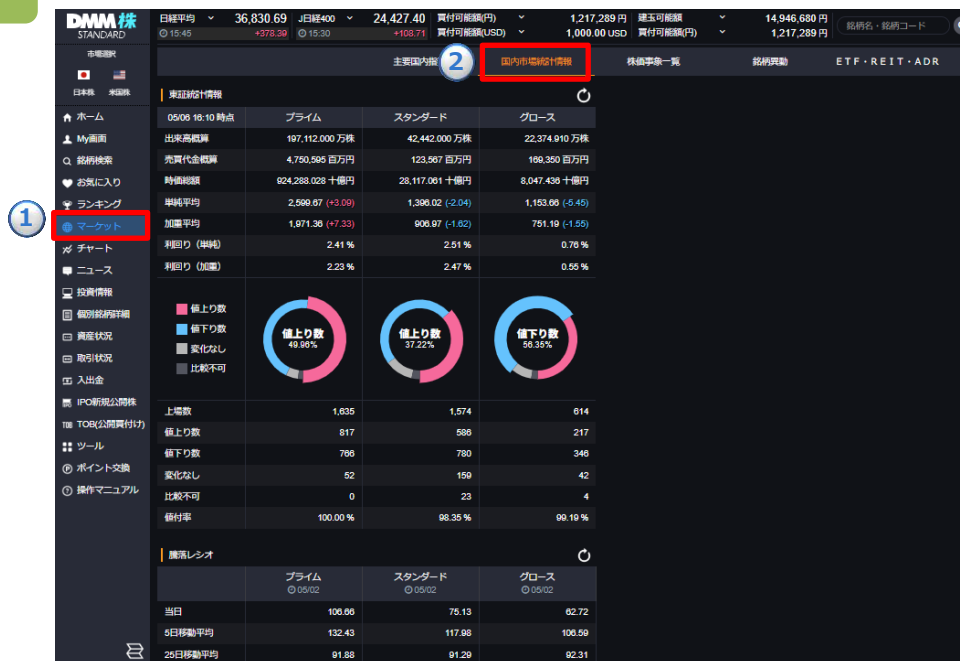 DMM 株
STANDARD
市場選択
日本株 米国株
ホーム
My画面
銘柄検索
お気に入り
ランキング
1
マーケット
チャート
ニュース
投資情報
個別銘柄詳細
資産状況
取引状況
入出金
IPO新規公開株
TOB TOB(公開買付け)
ツール
ポイント交換
操作マニュアル
日経平均 36,830.69 J日経400 24,427.40 買付可能額(円) 1,217,289 円 建玉可能額 14,946,680 円 銘柄名・銘柄コード
15:45 +378.39 15:30 +108.71 買付可能額(USD) 1,000.00 USD 買付可能額(円) 1,217,289 円
主要国内指 2 国内市場統計情報 株価事象一覧 銘柄異動 ETF・REIT・ADR
東証統計情報
05/06 16:10 時点 プライム スタンダード グロース
出来高概算 197,112.000 万株 42,442.000 万株 22,374.910 万株
売買代金概算 4,750,595 百万円 123,567 百万円 169,350 百万円
時価総額 924,288.028 十億円 28,117.061 十億円 8,047.436 十億円
単純平均 2,599.67 (+3.09) 1,396.02 (-2.04) 1,153.66 (-5.45)
加重平均 1,971.36 (+7.33) 906.97 (-1.62) 751.19 (-1.55)
利回り（単純） 2.41 % 2.51 % 0.76 %
利回り（加重） 2.23 % 2.47 % 0.55 %
値上り数
値下り数
変化なし
比較不可
値上り数 値上り数 値下り数
49.96% 37.22% 56.35%
上場数 1,635 1,574 614
値上り数 817 586 217
値下り数 766 780 346
変化なし 52 159 42
比較不可 0 23 4
値付率 100.00 % 98.35 % 99.19 %
騰落レシオ
プライム スタンダード グロース
05/02 05/02 05/02
当日 106.66 75.13 62.72
5日移動平均 132.43 117.98 106.59
25日移動平均 91.88 91.29 92.31